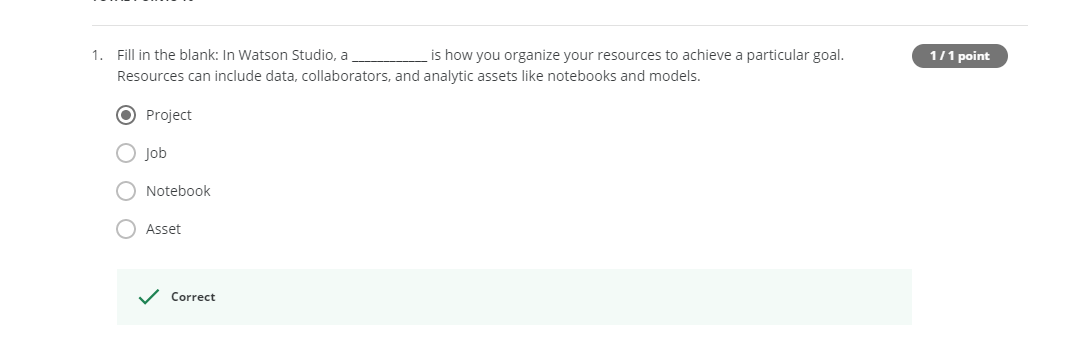 1. Fill in the blank: In Watson Studio, a ____________ is how you organize your resources to achieve a particular goal.
1 / 1 point
Resources can include data, collaborators, and analytic assets like notebooks and models.
Project
Job
Notebook
Asset
Correct